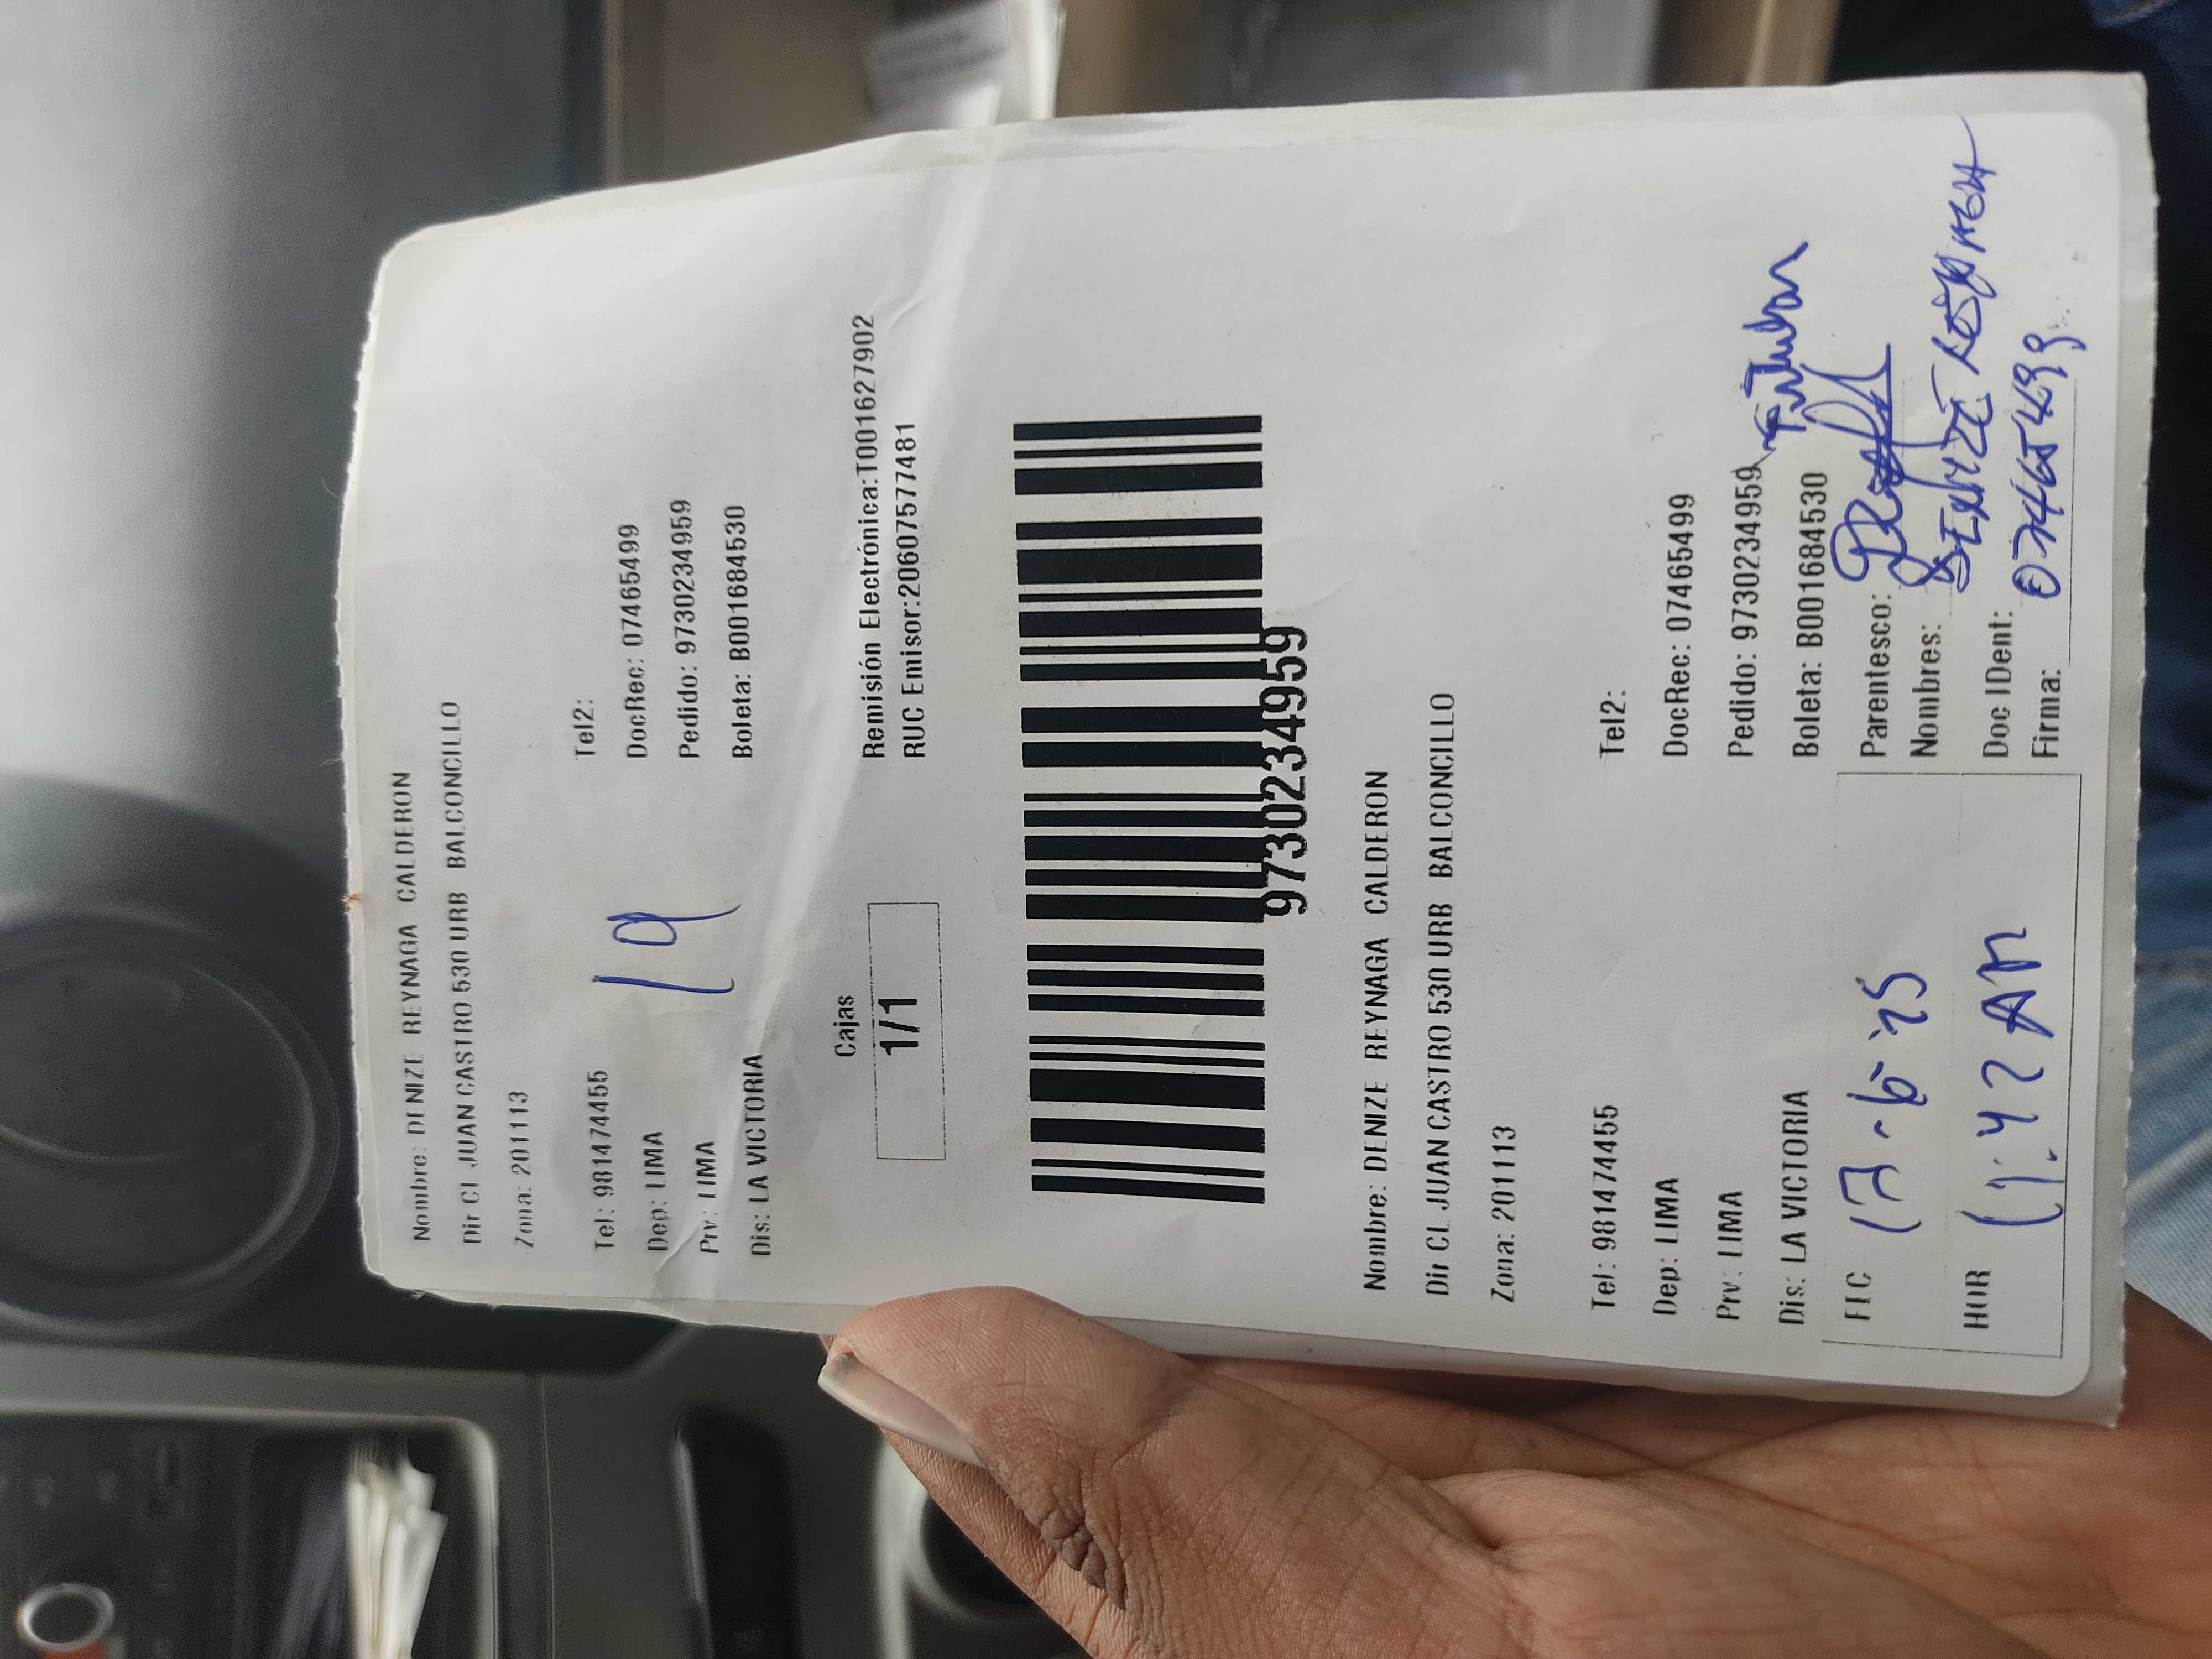 Nombre: DENIZE REYNAGA CALDERON
Dir CL JUAN CASTRO 530 URB BALCONCILLO
Zona: 201113
Tel: 981474455 Tel2:
Dep: LIMA 19 DocRec: 07465499
Prv: LIMA Pedido: 9730234959
Dis: LA VICTORIA Boleta: B001684530
Cajas
1/1
Remisión Electrónica:T001627902
RUC Emisor:20607577481
9730234959
Nombre: DENIZE REYNAGA CALDERON
Dir CL JUAN CASTRO 530 URB BALCONCILLO
Zona: 201113
Tel: 981474455 Tel2:
Dep: LIMA DocRec: 07465499
Prv: LIMA Pedido: 9730234959
Dis: LA VICTORIA Boleta: B001684530
Titular
FEC Parentesco:
Nombres: DENIZE REYNAGA
HOR 42 AM Doc IDent: 07465499
Firma: